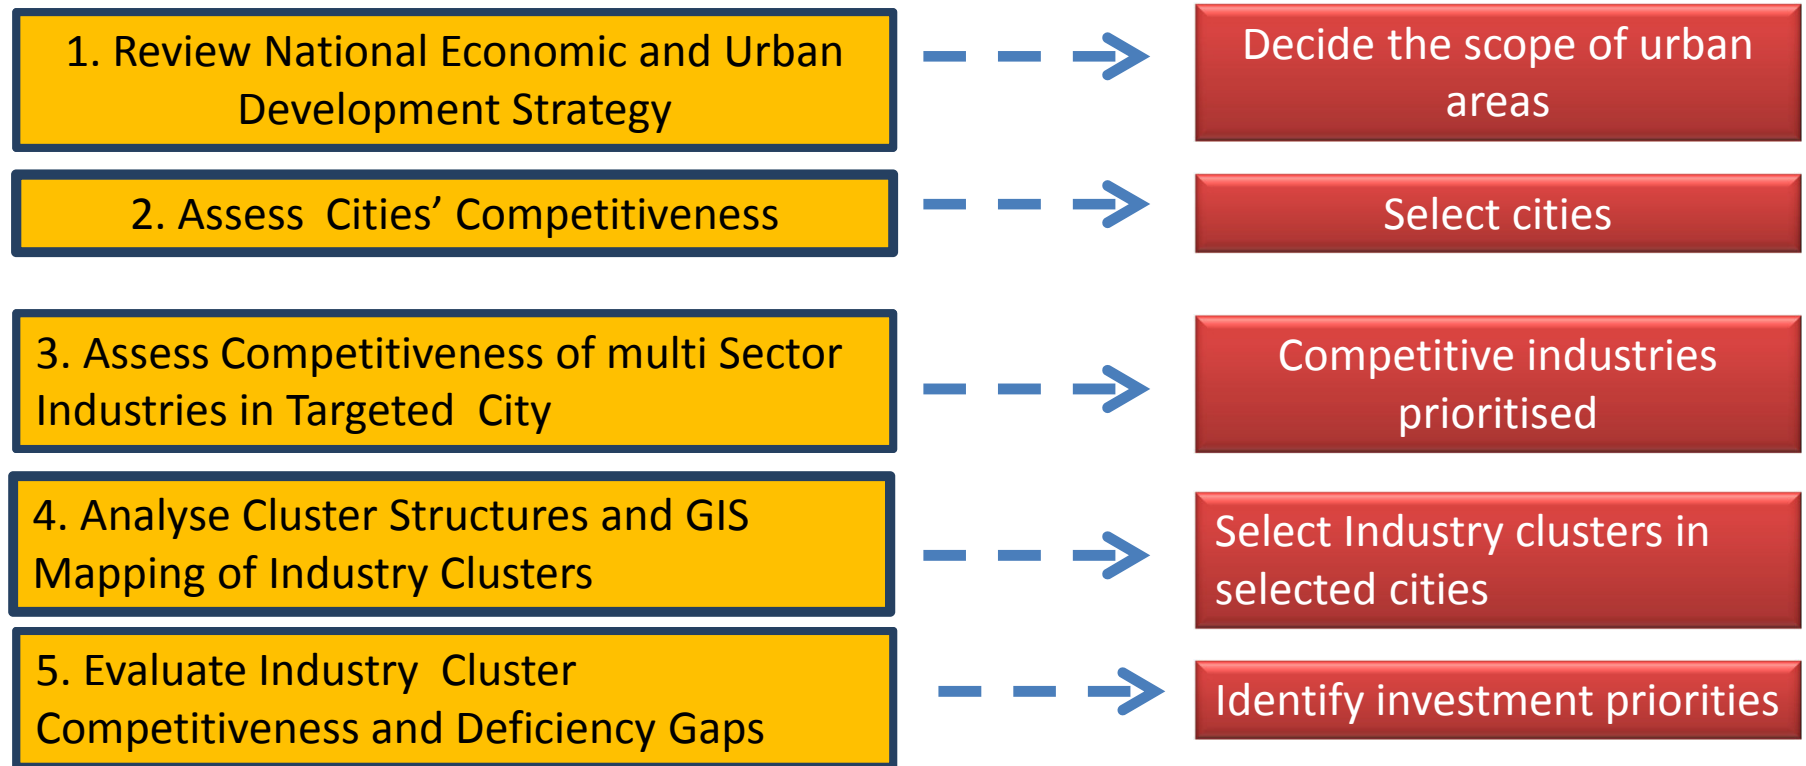 1. Review National Economic and Urban
Development Strategy
Decide the scope of urban
areas
2. Assess  Cities’ Competitiveness
Select cities
3. Assess Competitiveness of multi Sector
Industries in Targeted  City
Competitive industries
prioritised
4. Analyse Cluster Structures and GIS
Mapping of Industry Clusters
Select Industry clusters in
selected cities
5. Evaluate Industry  Cluster
Competitiveness and Deficiency Gaps
Identify investment priorities